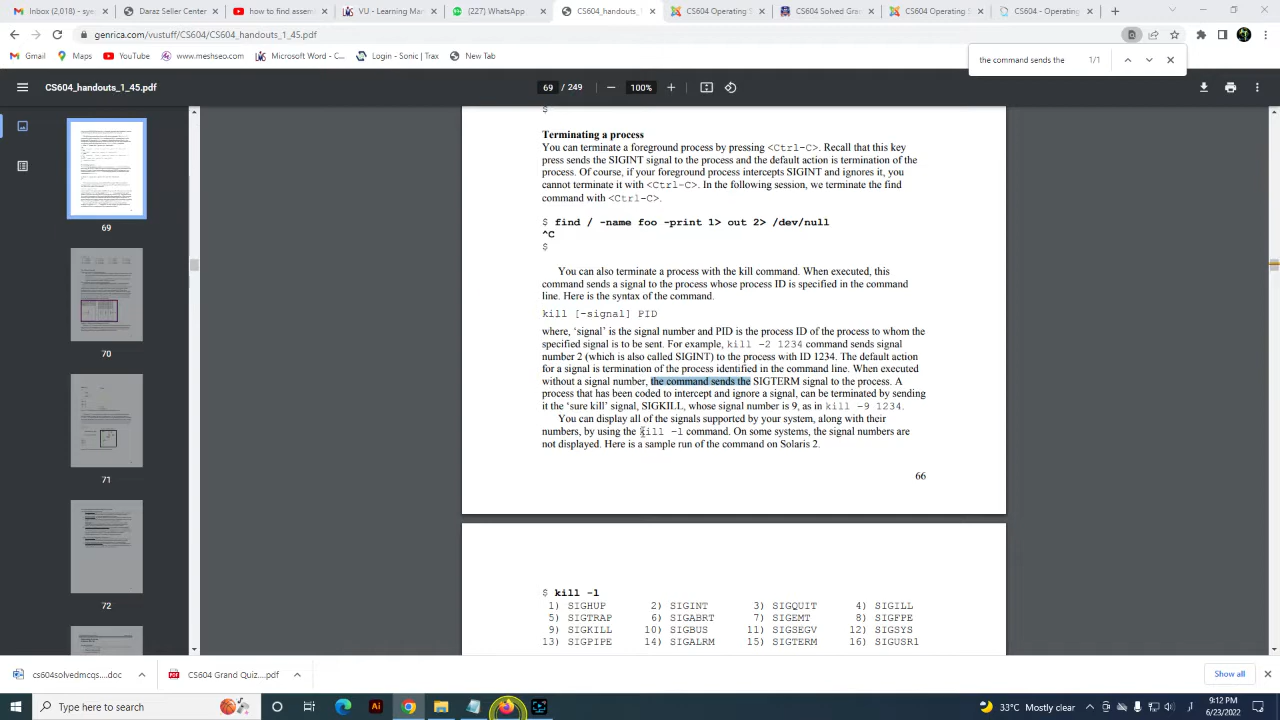 Inbox (2,018) - syed
Daraz Seller Center
how to find assem
VU - Learning Mar
(227) WhatsApp
CS604_handouts_1
CS604 Operating S
CS604 Solved Gra
CS604 Operating S
CS604 - Operating
genrica.com/vustuff/CS604/CS604_handouts_1_45.pdf
Gmail
Maps
YouTube
www.meshseo.com
Microsoft Word - C...
Login - Sonic | Trax
New Tab
the command sends the 1/1
CS604_handouts_1_45.pdf
69 / 249
100%
69
70
71
72
$
Terminating a process
You can terminate a foreground process by pressing <Ctrl-C>. Recall that this key
press sends the SIGINT signal to the process and the default action is termination of the
process. Of course, if your foreground process intercepts SIGINT and ignores it, you
cannot terminate it with <Ctrl-C>. In the following session, we terminate the find
command with <Ctrl-C>.
$ find / -name foo -print 1> out 2> /dev/null
^C
$
You can also terminate a process with the kill command. When executed, this
command sends a signal to the process whose process ID is specified in the command
line. Here is the syntax of the command.
kill [-signal] PID
where, ‘signal’ is the signal number and PID is the process ID of the process to whom the
specified signal is to be sent. For example, kill -2 1234 command sends signal
number 2 (which is also called SIGINT) to the process with ID 1234. The default action
for a signal is termination of the process identified in the command line. When executed
without a signal number, the command sends the SIGTERM signal to the process. A
process that has been coded to intercept and ignore a signal, can be terminated by sending
it the ‘sure kill’ signal, SIGKILL, whose signal number is 9, as in kill -9 1234.
You can display all of the signals supported by your system, along with their
numbers, by using the kill -l command. On some systems, the signal numbers are
not displayed. Here is a sample run of the command on Solaris 2.
66
$ kill -l
1) SIGHUP 2) SIGINT 3) SIGQUIT 4) SIGILL
5) SIGTRAP 6) SIGABRT 7) SIGEMT 8) SIGFPE
9) SIGKILL 10) SIGBUS 11) SIGSEGV 12) SIGSYS
13) SIGPIPE 14) SIGALRM 15) SIGTERM 16) SIGUSR1
cs604solvedmcqs....doc
CS604 Grand Quiz....pdf
Show all
Type here to search
33°C Mostly clear
9:12 PM
6/23/2022